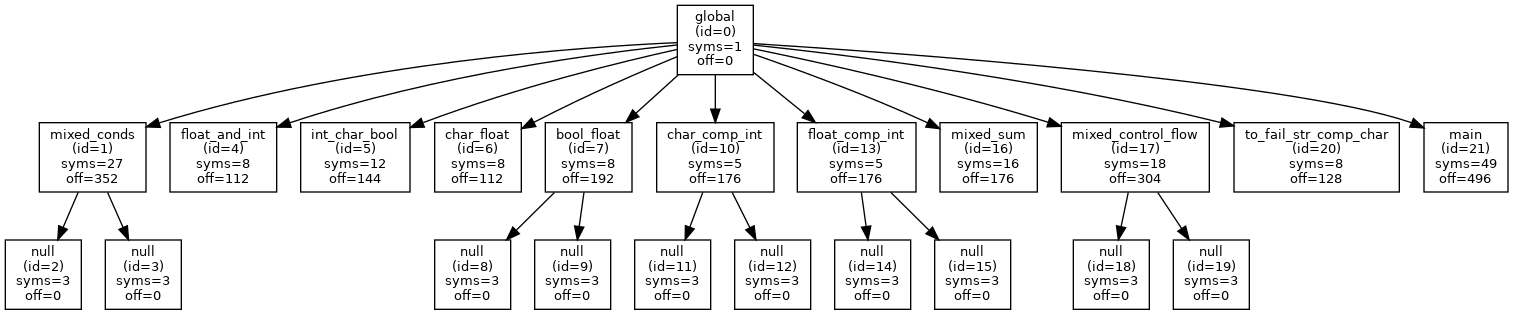 global
(id=0)
syms=1
off=0
mixed_conds
(id=1)
syms=27
off=352
float_and_int
(id=4)
syms=8
off=112
int_char_bool
(id=5)
syms=12
off=144
char_float
(id=6)
syms=8
off=112
bool_float
(id=7)
syms=8
off=192
char_comp_int
(id=10)
syms=5
off=176
float_comp_int
(id=13)
syms=5
off=176
mixed_sum
(id=16)
syms=16
off=176
mixed_control_flow
(id=17)
syms=18
off=304
to_fail_str_comp_char
(id=20)
syms=8
off=128
main
(id=21)
syms=49
off=496
null
(id=2)
syms=3
off=0
null
(id=3)
syms=3
off=0
null
(id=8)
syms=3
off=0
null
(id=9)
syms=3
off=0
null
(id=11)
syms=3
off=0
null
(id=12)
syms=3
off=0
null
(id=14)
syms=3
off=0
null
(id=15)
syms=3
off=0
null
(id=18)
syms=3
off=0
null
(id=19)
syms=3
off=0